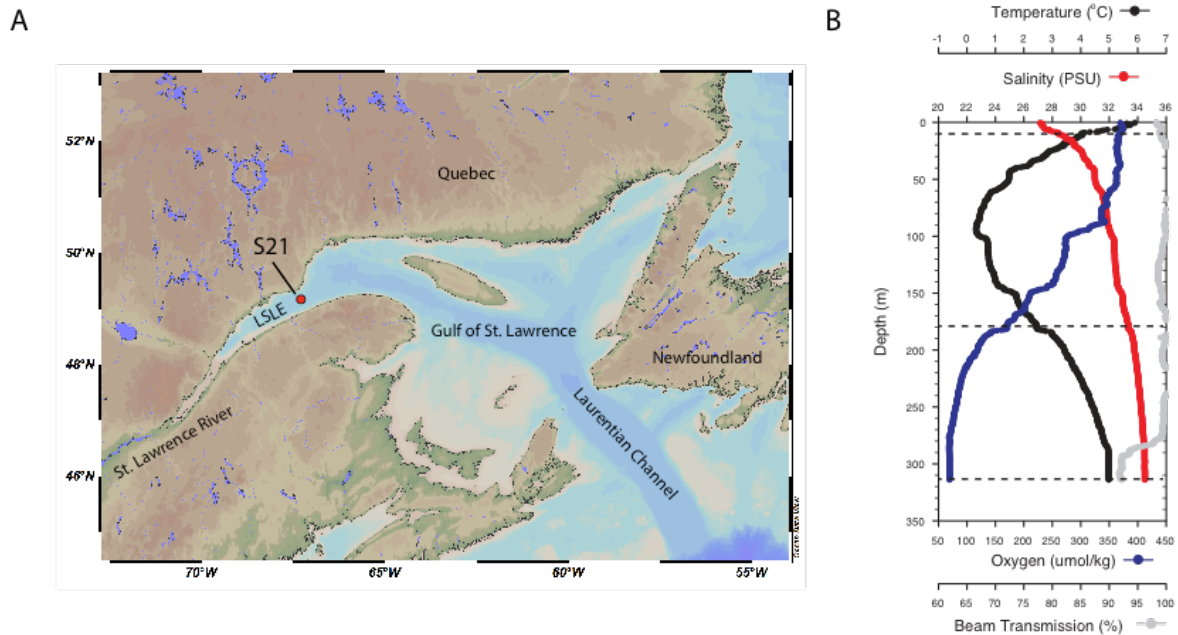 A
52°N
50°N
48°N
46°N
70°W
65°W
60°W
55°W
Quebec
S21
LSLE
Gulf of St. Lawrence
Newfoundland
St. Lawrence River
Laurentian Channel
B
Temperature (°C)
-1 0 1 2 3 4 5 6 7
Salinity (PSU)
20 22 24 26 28 30 32 34 36
Depth (m)
0
50
100
150
200
250
300
350
50 100 150 200 250 300 350 400 450
Oxygen (umol/kg)
60 65 70 75 80 85 90 95 100
Beam Transmission (%)